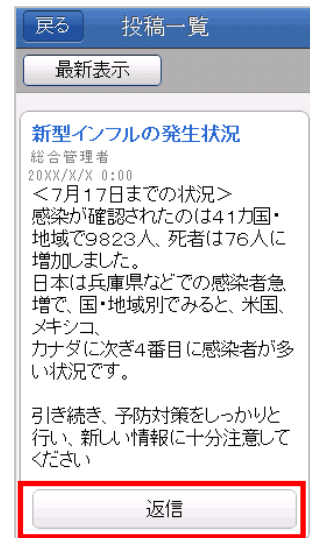 戻る 投稿一覧
最新表示
新型インフルの発生状況
総合管理者
20XX/X/X 0:00
＜7月17日までの状況＞
感染が確認されたのは41カ国・
地域で9823人、死者は76人に
増加しました。
日本は兵庫県などでの感染者急
増で、国・地域別でみると、米国、
メキシコ、
カナダに次ぎ4番目に感染者が多
い状況です。
引き続き、予防対策をしっかりと
行い、新しい情報に十分注意して
ください
返信